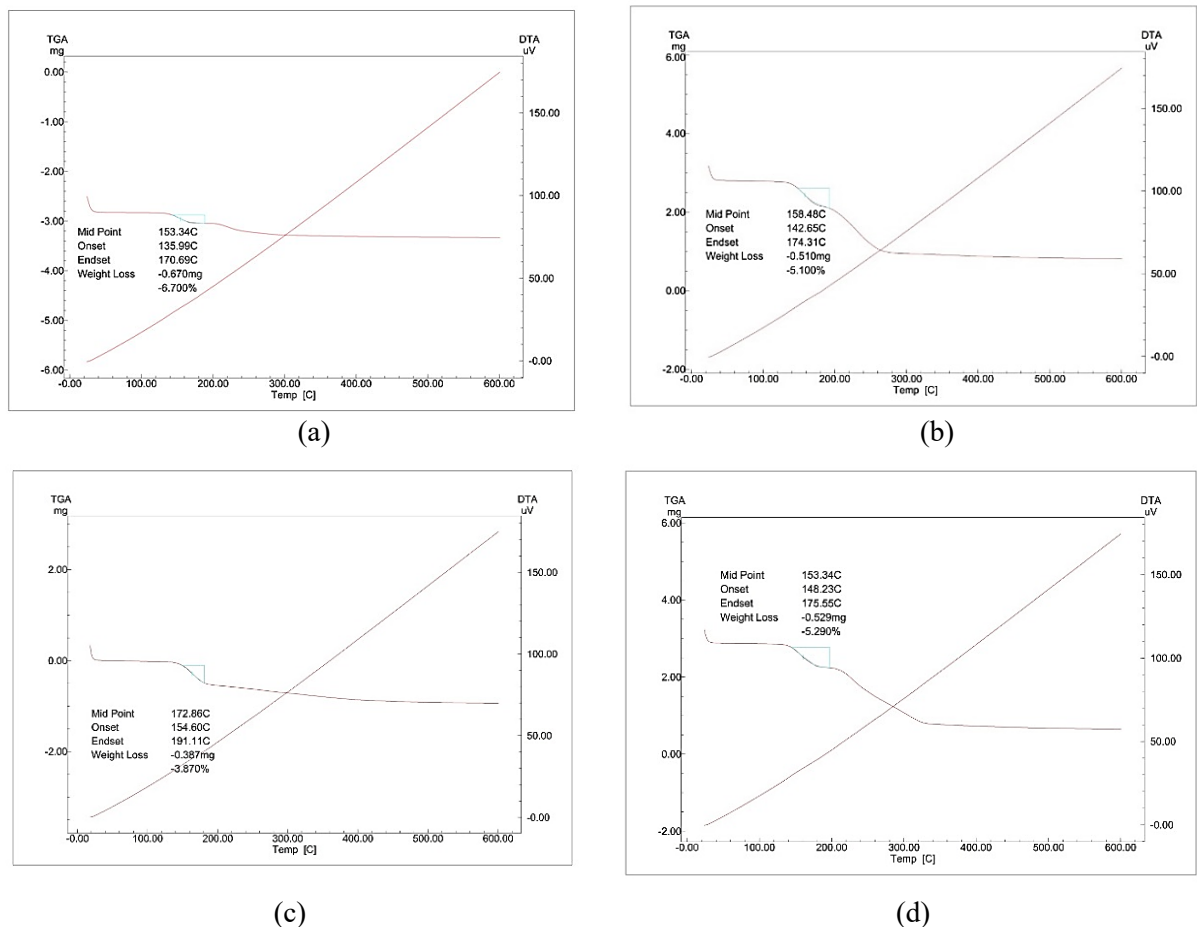 TGA
mg
DTA
uV
0.00
-1.00
-2.00
-3.00
-4.00
-5.00
-6.00
150.00
100.00
50.00
-0.00
Mid Point 153.34C
Onset 135.99C
Endset 170.69C
Weight Loss -0.670mg
-6.700%
-0.00 100.00 200.00 300.00 400.00 500.00 600.00
Temp [C]
(a)
TGA
mg
DTA
uV
6.00
4.00
2.00
0.00
-2.00
150.00
100.00
50.00
-0.00
Mid Point 158.48C
Onset 142.65C
Endset 174.31C
Weight Loss -0.510mg
-5.100%
-0.00 100.00 200.00 300.00 400.00 500.00 600.00
Temp [C]
(b)
TGA
mg
DTA
uV
2.00
0.00
-2.00
150.00
100.00
50.00
-0.00
Mid Point 172.86C
Onset 154.60C
Endset 191.11C
Weight Loss -0.387mg
-3.870%
-0.00 100.00 200.00 300.00 400.00 500.00 600.00
Temp [C]
(c)
TGA
mg
DTA
uV
6.00
4.00
2.00
0.00
-2.00
150.00
100.00
50.00
-0.00
Mid Point 153.34C
Onset 148.23C
Endset 175.55C
Weight Loss -0.529mg
-5.290%
-0.00 100.00 200.00 300.00 400.00 500.00 600.00
Temp [C]
(d)